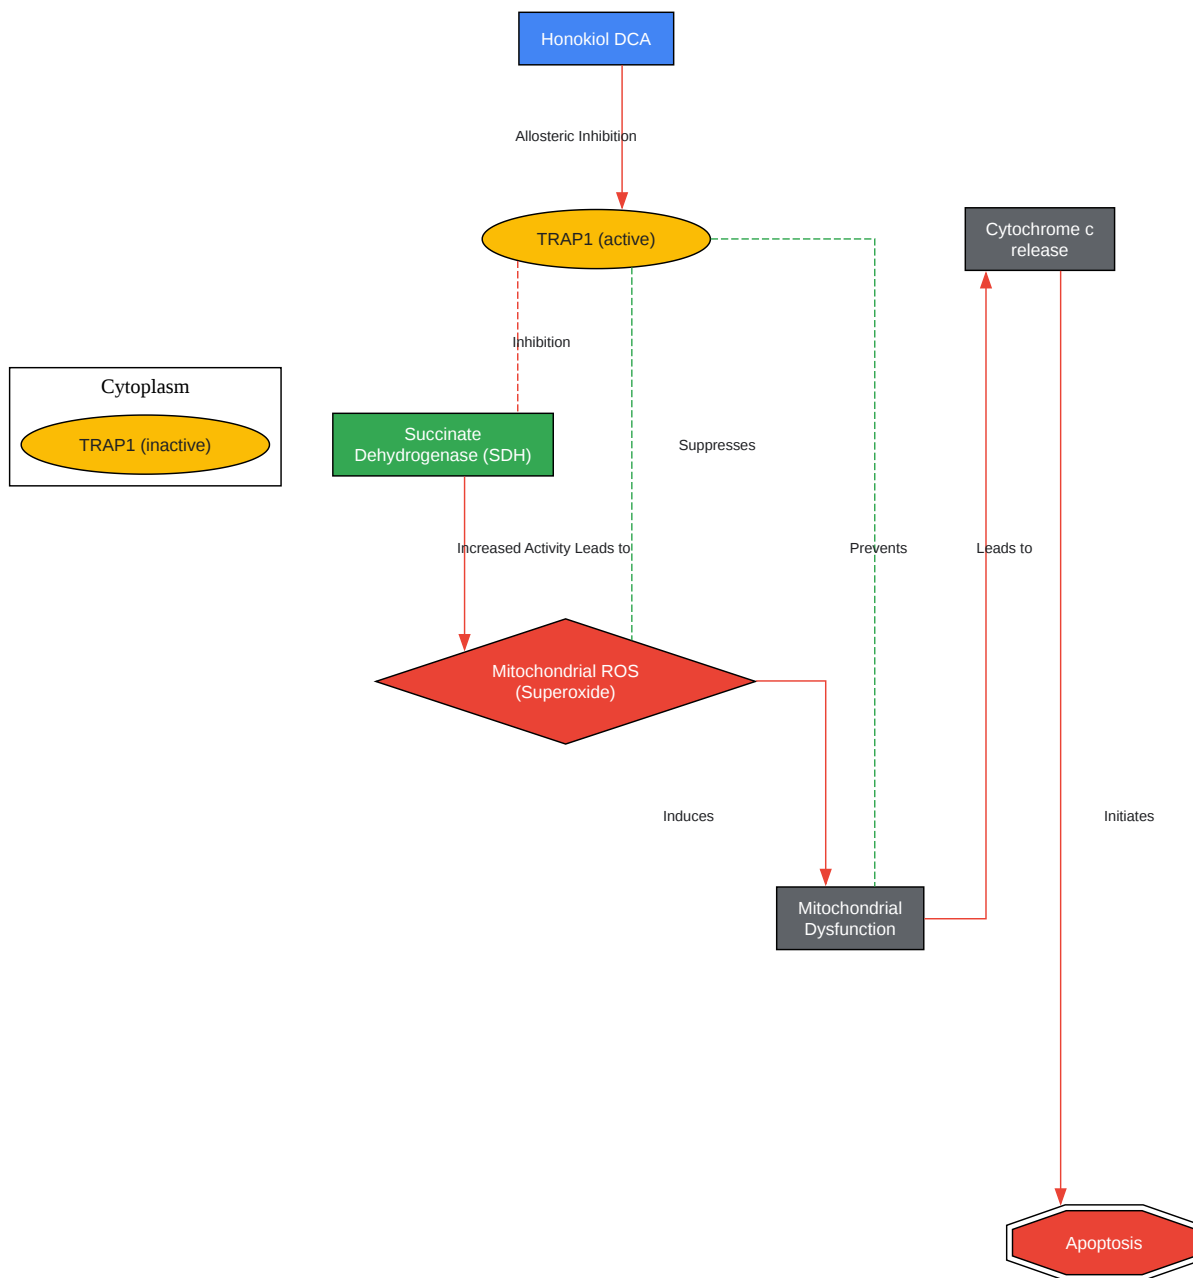 Honokiol DCA
Allosteric Inhibition
TRAP1 (active)
Cytochrome c
release
Inhibition
Cytoplasm
TRAP1 (inactive)
Succinate
Dehydrogenase (SDH)
Suppresses
Increased Activity Leads to
Prevents
Leads to
Mitochondrial ROS
(Superoxide)
Induces
Initiates
Mitochondrial
Dysfunction
Apoptosis